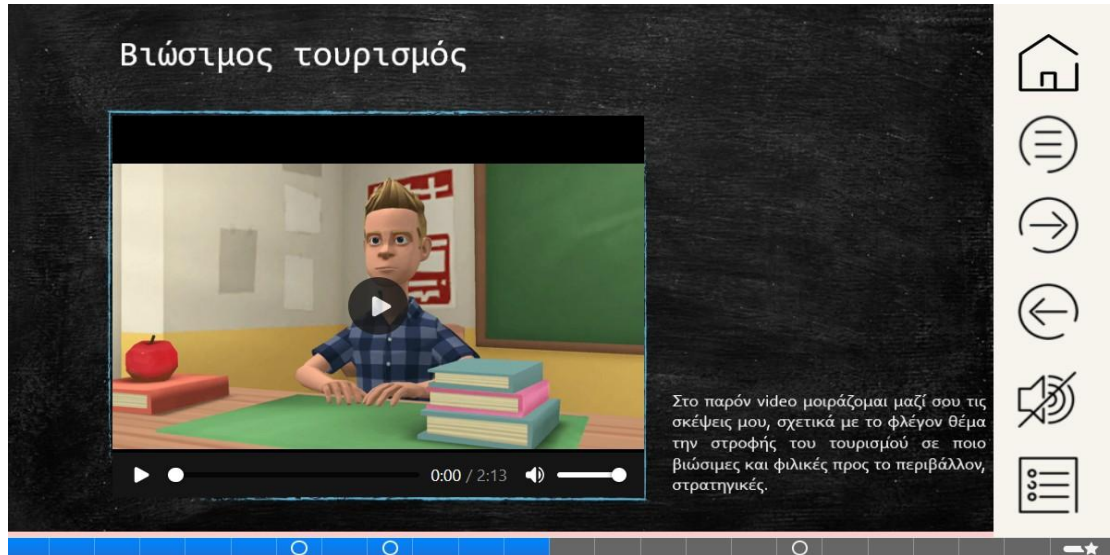 Βιώσιμος τουρισμός
0:00 / 2:13
Στο παρόν video μοιράζομαι μαζί σου τις
σκέψεις μου, σχετικά με το φλέγον θέμα
την στροφής του τουρισμού σε ποιο
βιώσιμες και φιλικές προς το περιβάλλον,
στρατηγικές.